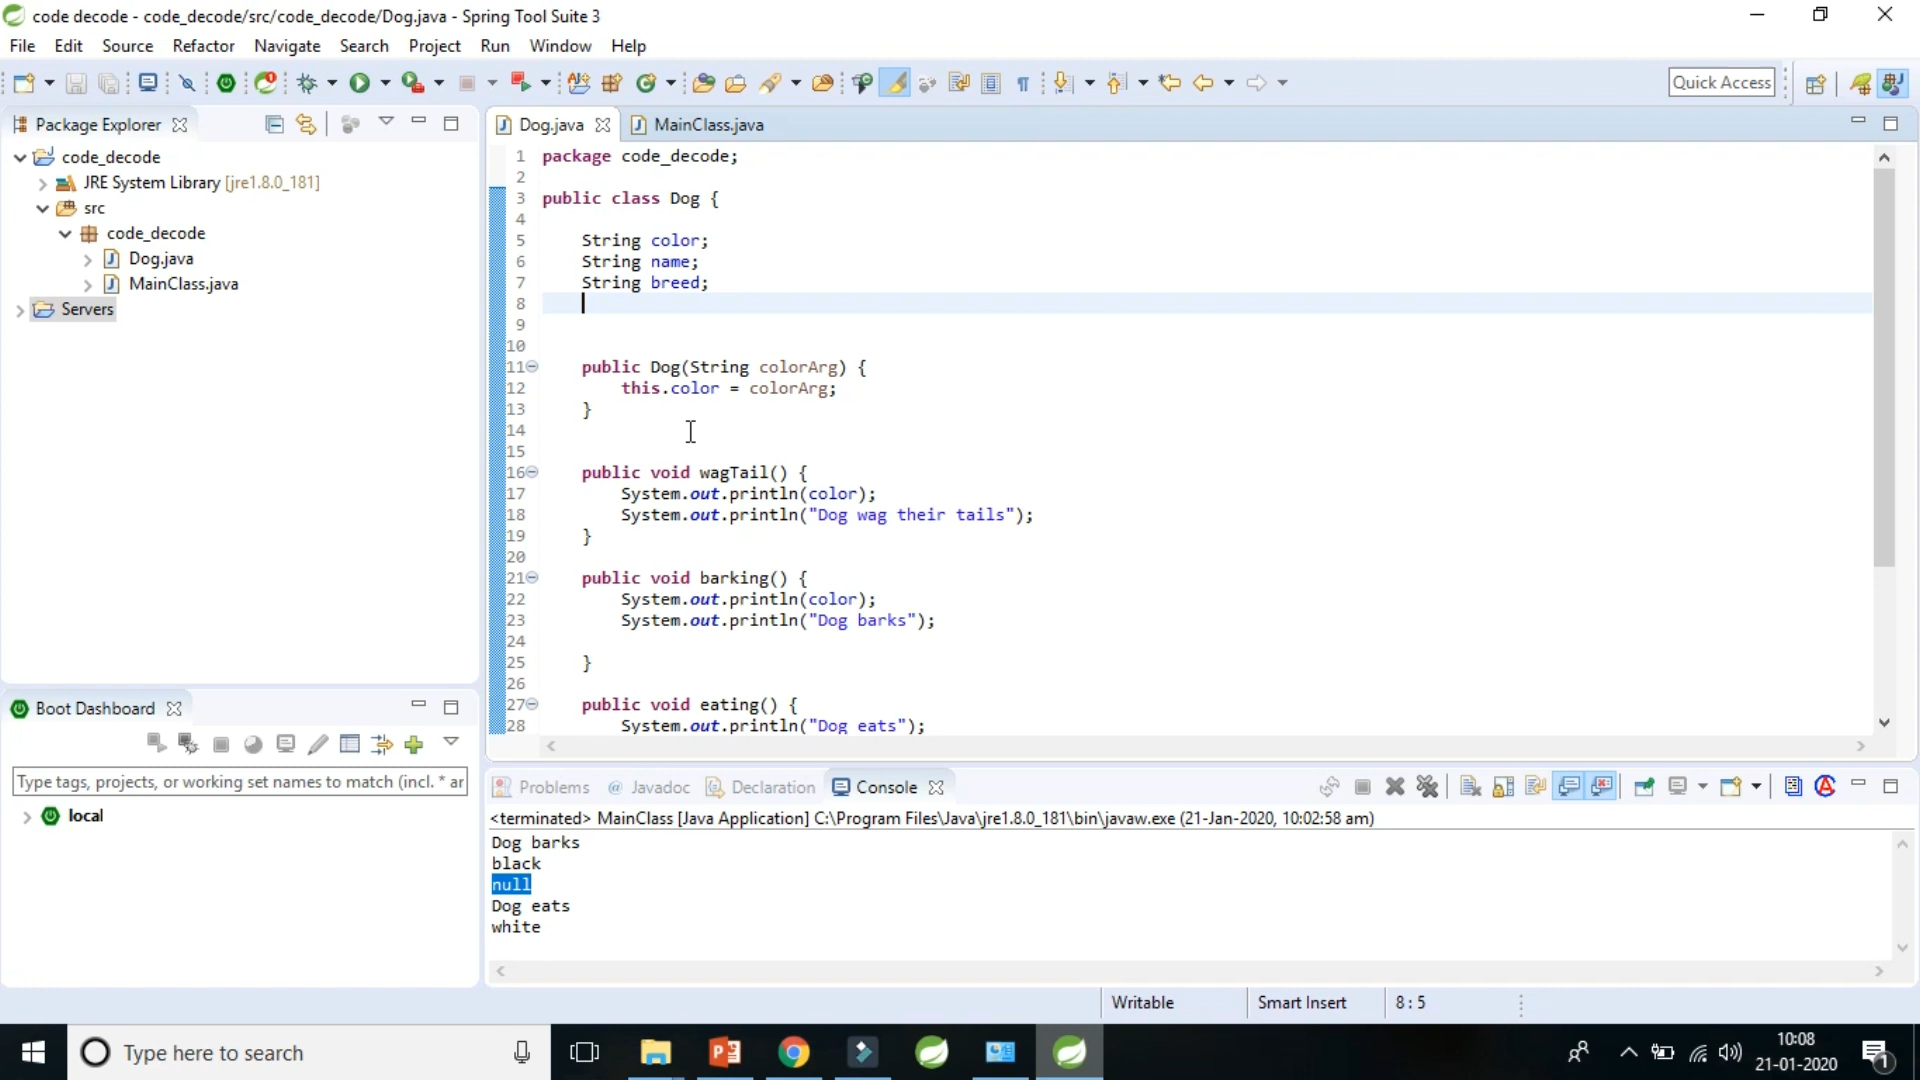 code decode - code_decode/src/code_decode/Dog.java - Spring Tool Suite 3
File Edit Source Refactor Navigate Search Project Run Window Help
Quick Access
Package Explorer
code_decode
JRE System Library [jre1.8.0_181]
src
code_decode
Dog.java
MainClass.java
Servers
Boot Dashboard
Type tags, projects, or working set names to match (incl. * ar
local
Dog.java MainClass.java
1 package code_decode;
2
3 public class Dog {
4
5 String color;
6 String name;
7 String breed;
8
9
10
11 public Dog(String colorArg) {
12 this.color = colorArg;
13 }
14
15
16 public void wagTail() {
17 System.out.println(color);
18 System.out.println("Dog wag their tails");
19 }
20
21 public void barking() {
22 System.out.println(color);
23 System.out.println("Dog barks");
24
25 }
26
27 public void eating() {
28 System.out.println("Dog eats");
Problems @ Javadoc Declaration Console
<terminated> MainClass [Java Application] C:\Program Files\Java\jre1.8.0_181\bin\javaw.exe (21-Jan-2020, 10:02:58 am)
Dog barks
black
null
Dog eats
white
Writable Smart Insert 8 : 5
Type here to search
10:08
21-01-2020
1